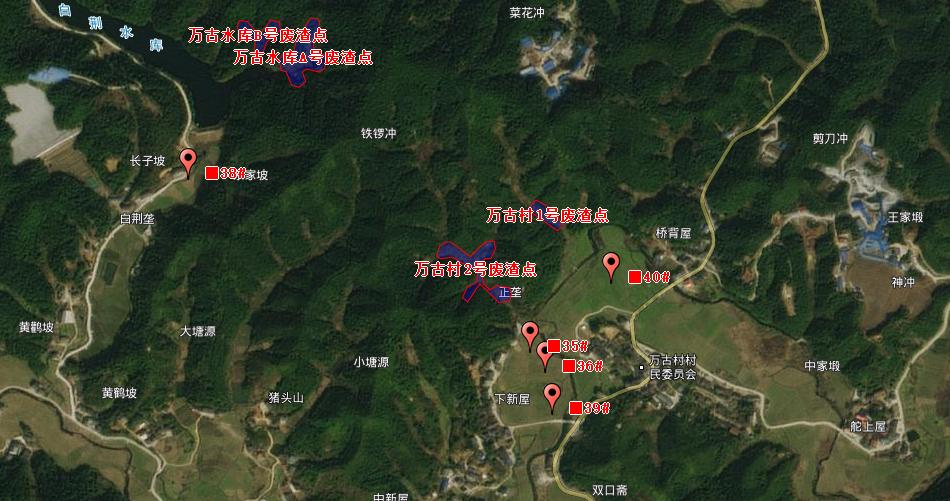 白荆水库
菜花冲
万古水库B号废渣点
万古水库A号废渣点
铁锣冲
剪刀冲
长子坡
38#
家坡
白荆垄
万古村1号废渣点
王家塅
桥背屋
万古村2号废渣点
40#
神冲
正垄
黄鹳坡
大塘源
35#
小塘源
36#
万古村村
民委员会
中家塅
黄鹤坡
猪头山
下新屋
39#
舵上屋
双口斋
中新屋